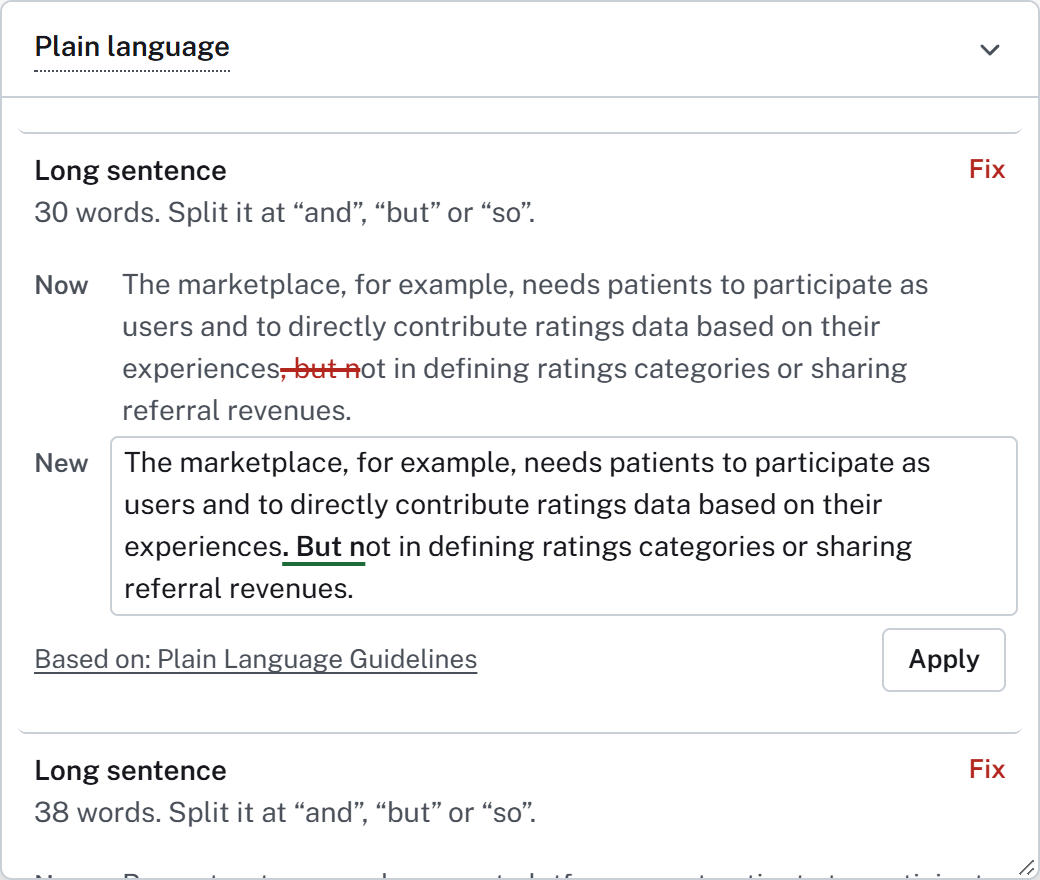 Plain language
Long sentence
Fix
30 words. Split it at “and”, “but” or “so”.
Now
The marketplace, for example, needs patients to participate as
users and to directly contribute ratings data based on their
experiences, but not in defining ratings categories or sharing
referral revenues.
New
The marketplace, for example, needs patients to participate as
users and to directly contribute ratings data based on their
experiences. But not in defining ratings categories or sharing
referral revenues.
Based on: Plain Language Guidelines
Apply
Long sentence
Fix
38 words. Split it at “and”, “but” or “so”.